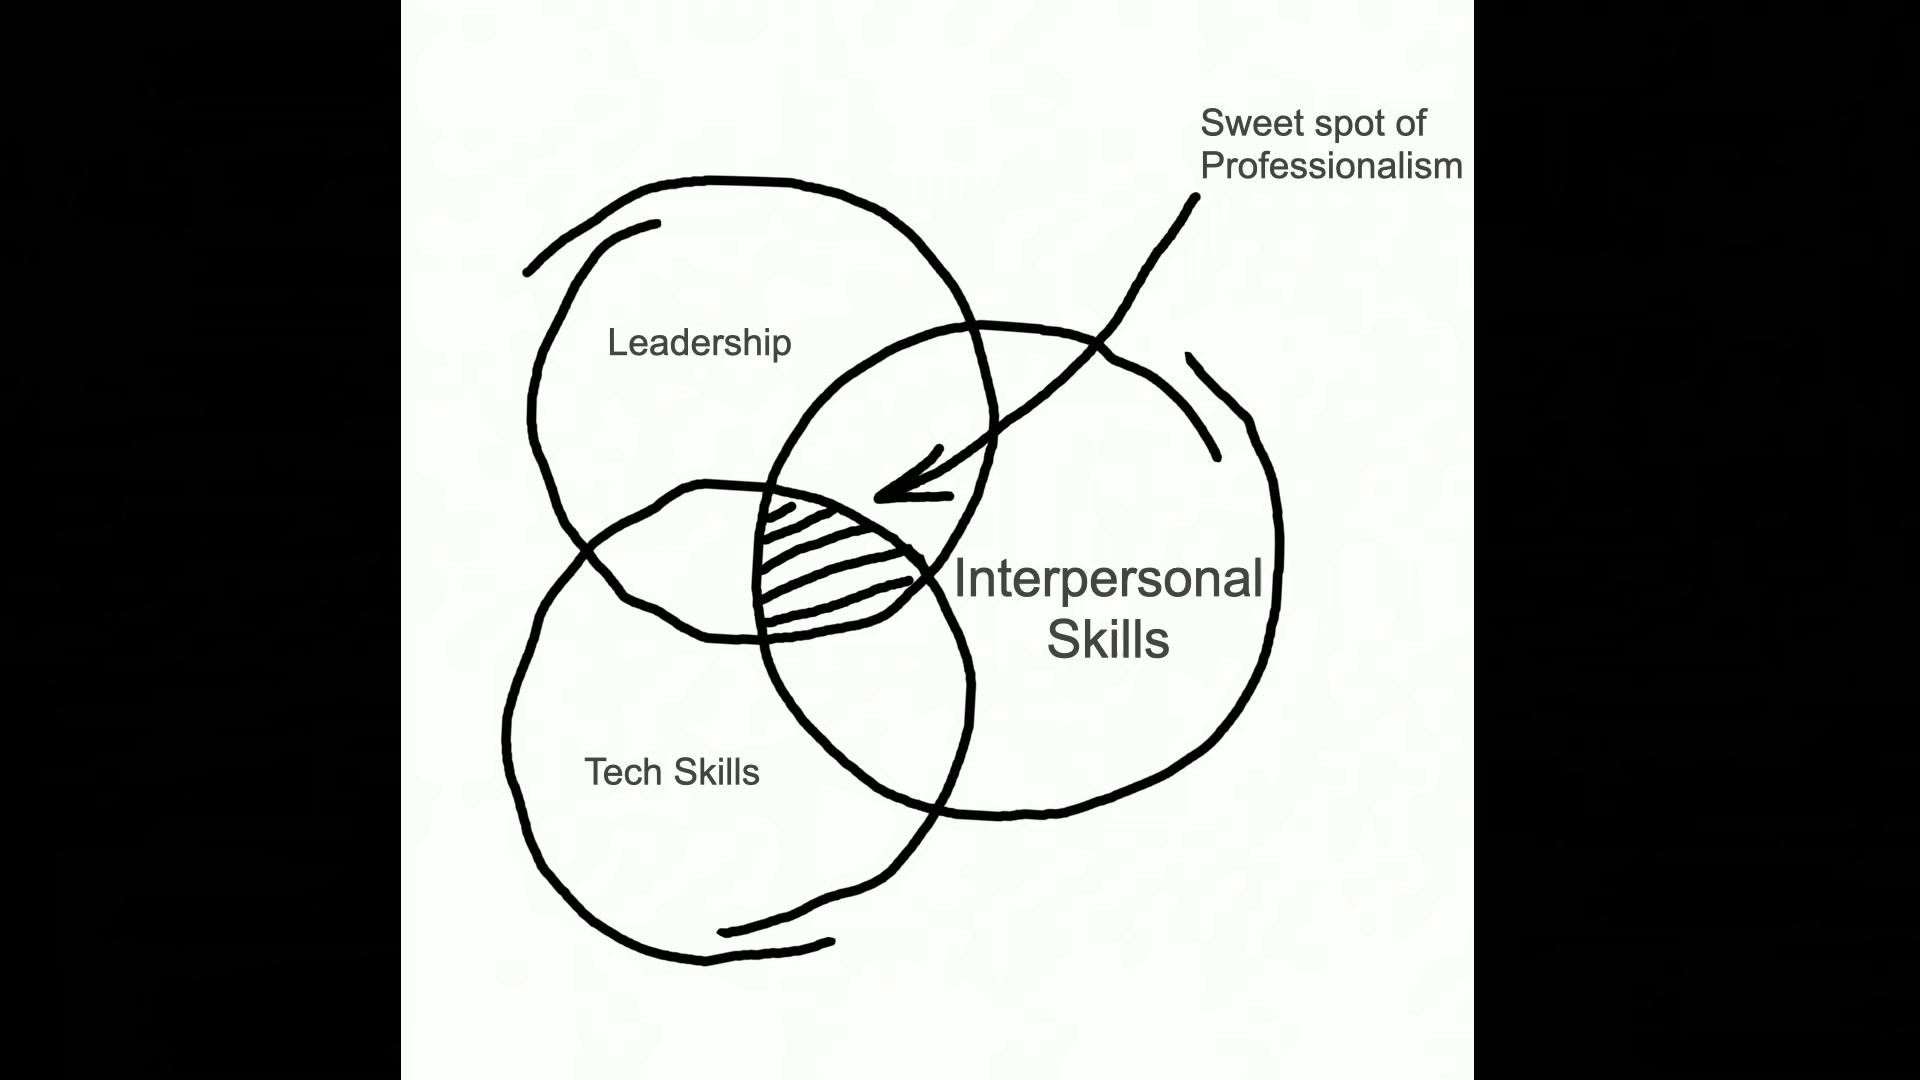 Sweet spot of
Professionalism
Leadership
Interpersonal
Skills
Tech Skills